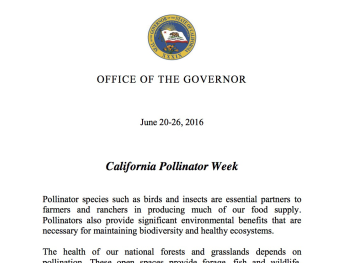 OFFICE OF THE GOVERNOR
June 20-26, 2016
California Pollinator Week
Pollinator species such as birds and insects are essential partners to
farmers and ranchers in producing much of our food supply.
Pollinators also provide significant environmental benefits that are
necessary for maintaining biodiversity and healthy ecosystems.
The health of our national forests and grasslands depends on
pollination. These open spaces provide forage, fish and wildlife,